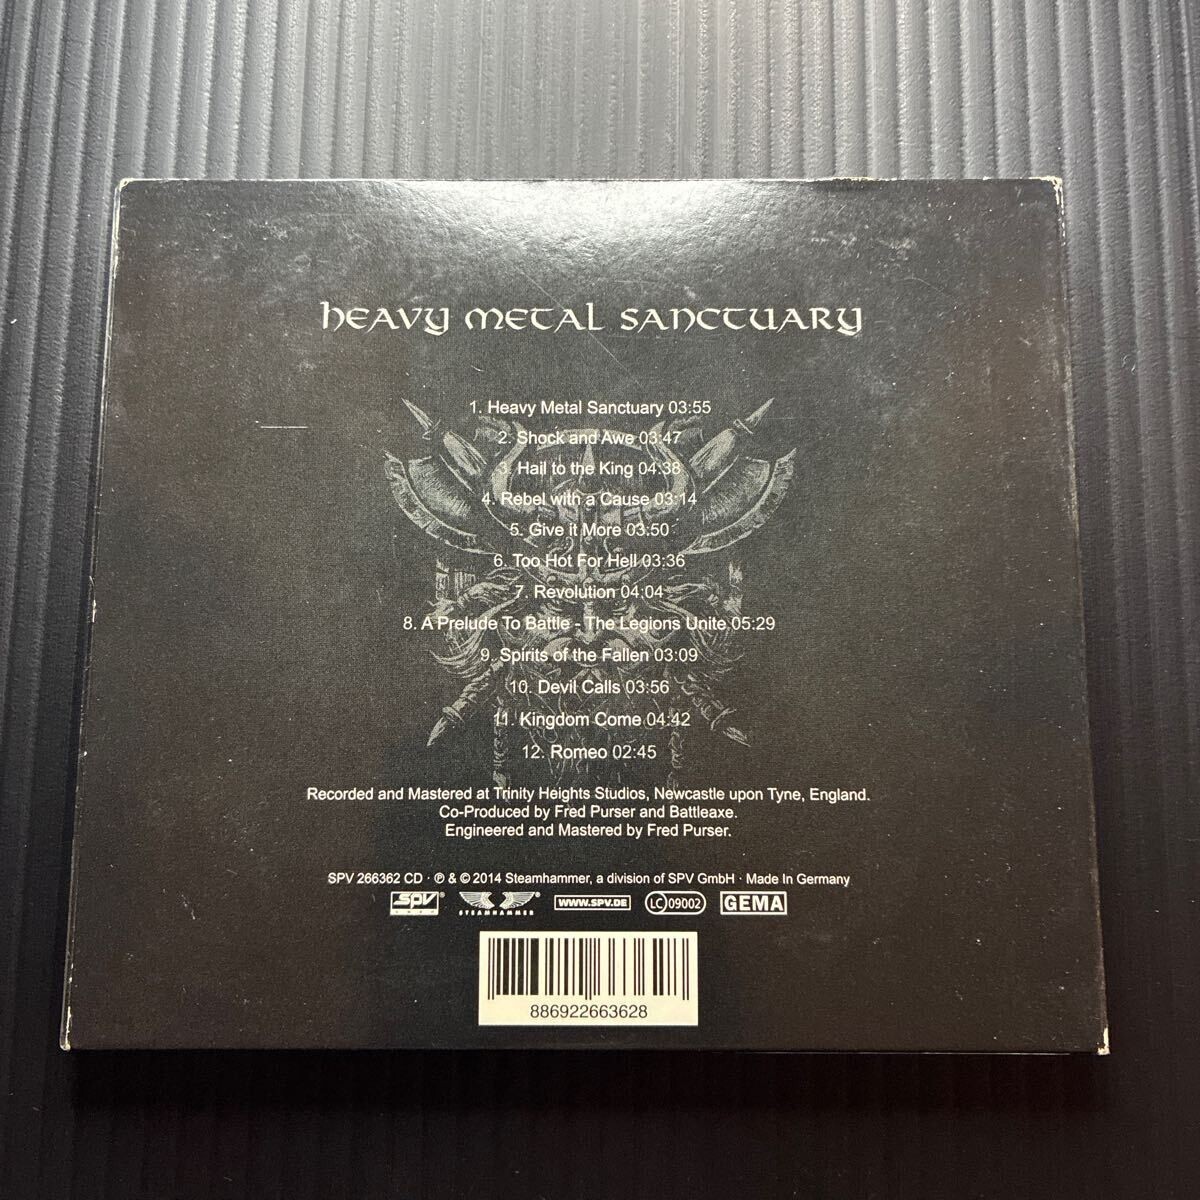 heavy metal sanctuary
1. Heavy Metal Sanctuary 03:55
2. Shock and Awe 03:47
3. Hail to the King 04:38
4. Rebel with a Cause 03:14
5. Give it More 03:50
6. Too Hot For Hell 03:36
7. Revolution 04:04
8. A Prelude To Battle - The Legions Unite 05:29
9. Spirits of the Fallen 03:09
10. Devil Calls 03:56
11. Kingdom Come 04:42
12. Romeo 02:45
Recorded and Mastered at Trinity Heights Studios, Newcastle upon Tyne, England.
Co-Produced by Fred Purser and Battleaxe.
Engineered and Mastered by Fred Purser.
SPV 266362 CD · ℗ & © 2014 Steamhammer, a division of SPV GmbH · Made In Germany
SPV ® STEAMHAMMER ® WWW.SPV.DE LC 09002 GEMA
886922663628